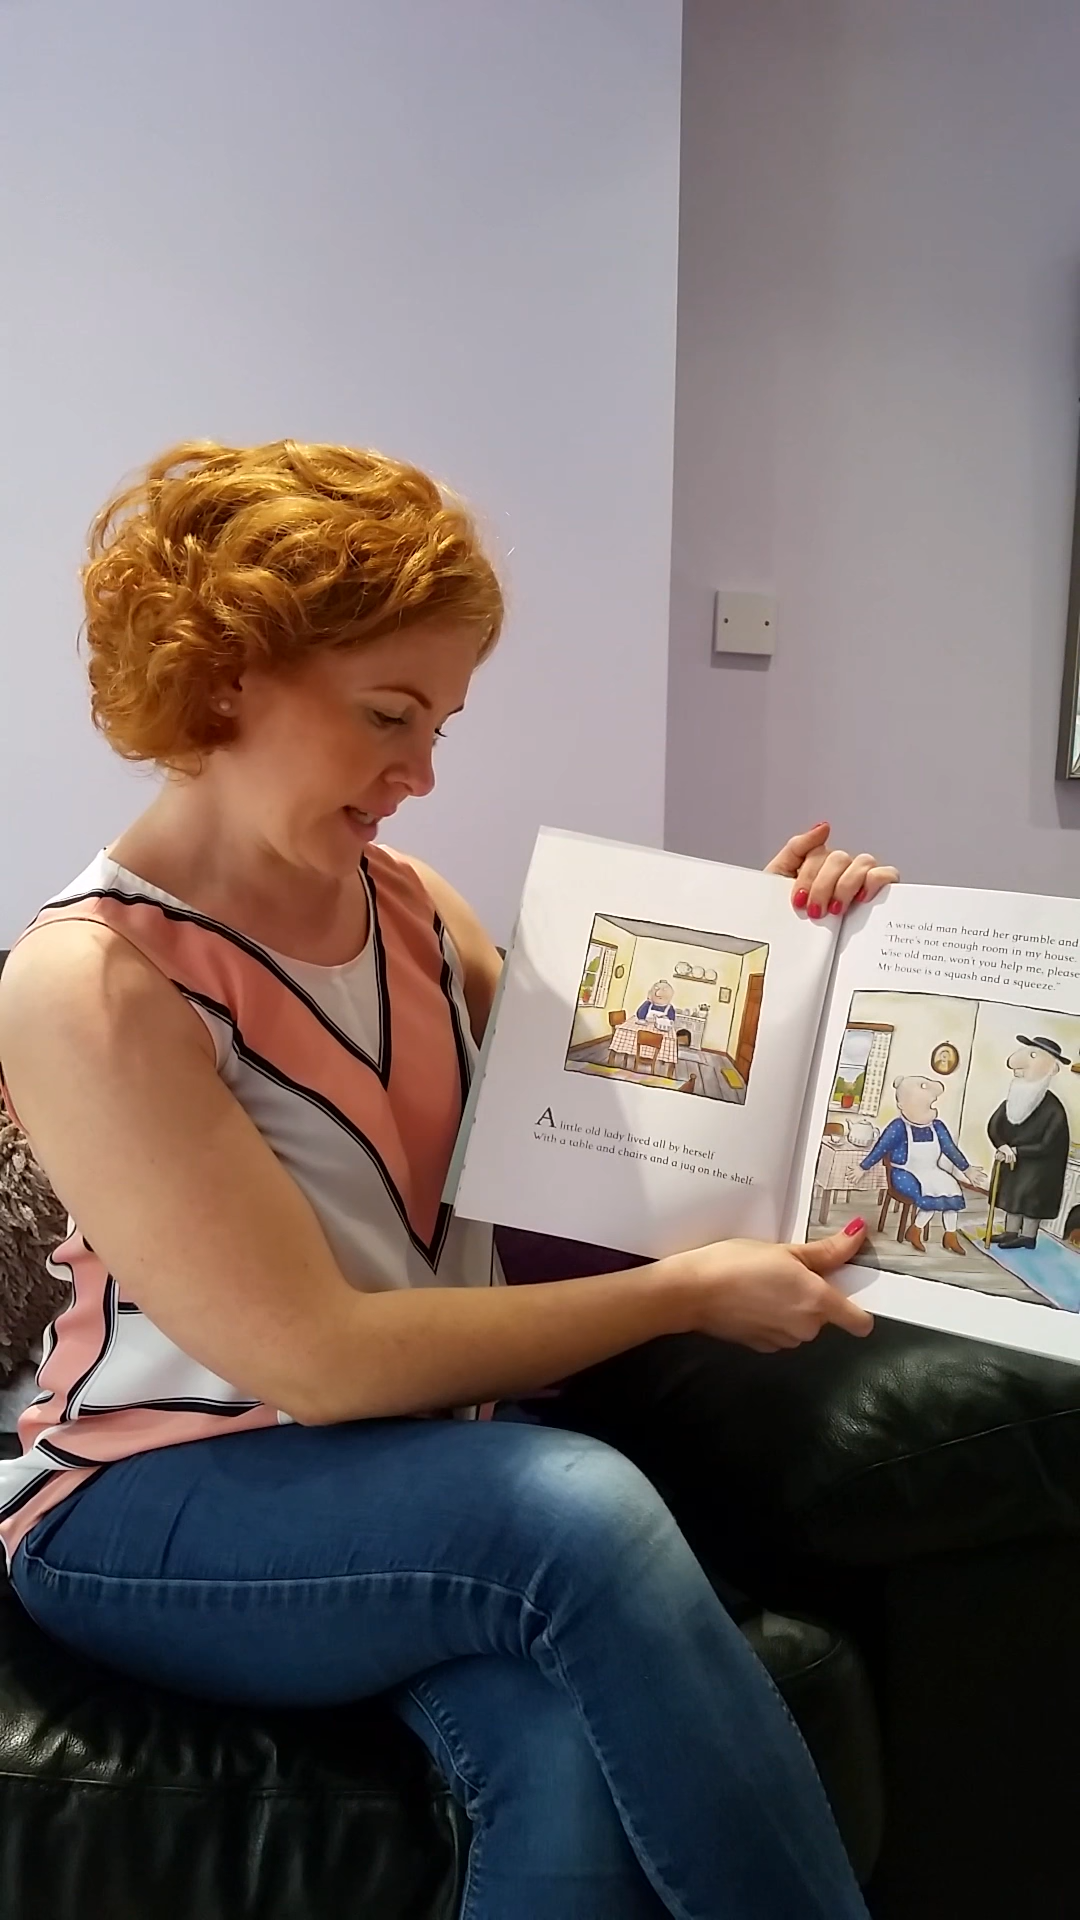 A little old lady lived all by herself
With a table and chairs and a jug on the shelf.
A wise old man heard her grumble and
"There's not enough room in my house.
Wise old man, won't you help me, please
My house is a squash and a squeeze."